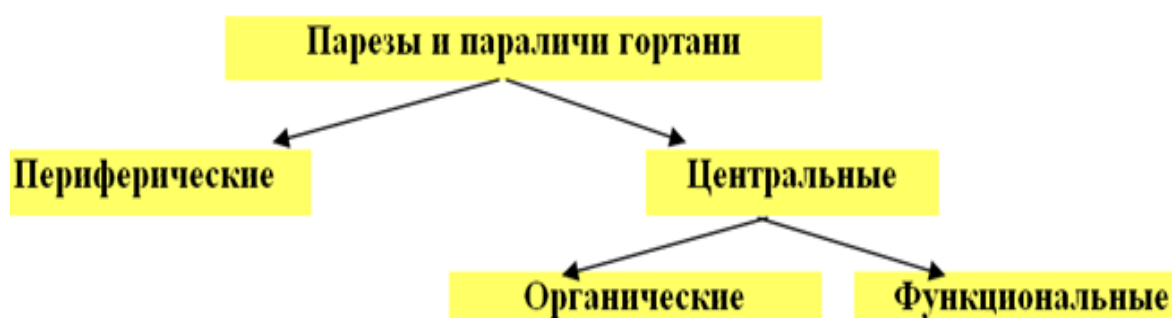 Парезы и параличи гортани
Периферические
Центральные
Органические
Функциональные